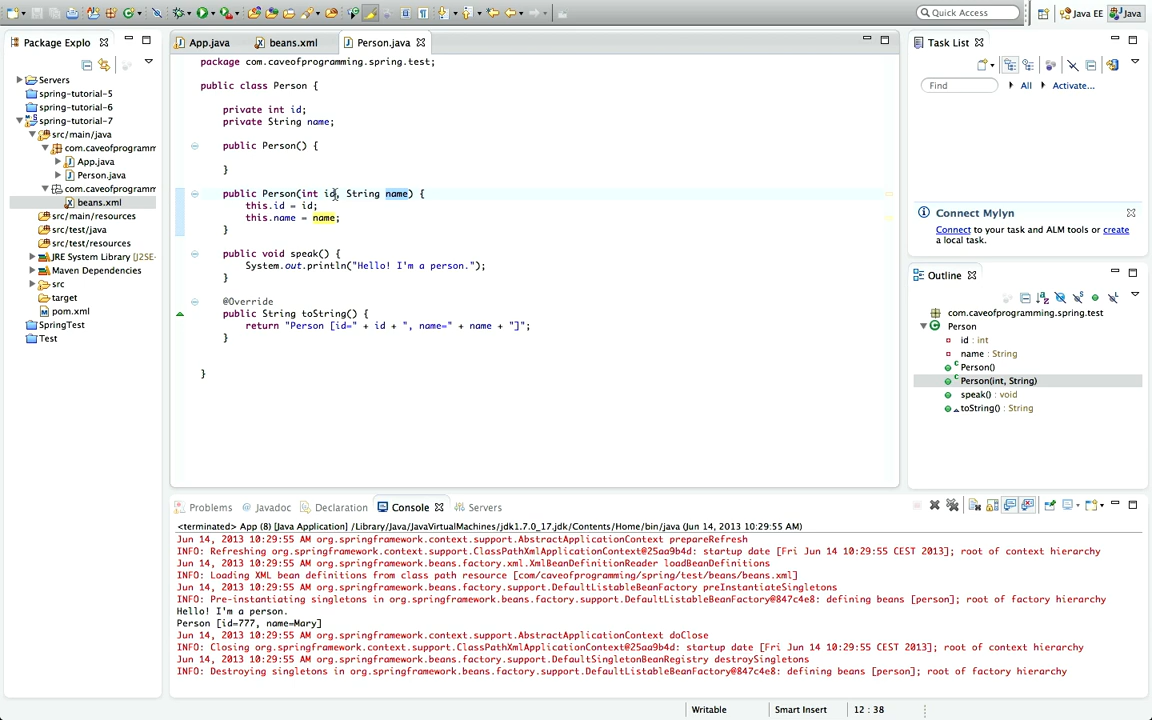 Quick Access
Java EE
Java
Package Explo
App.java
beans.xml
Person.java
Task List
Servers
spring-tutorial-5
spring-tutorial-6
spring-tutorial-7
src/main/java
com.caveofprogramm
App.java
Person.java
com.caveofprogramm
beans.xml
src/main/resources
src/test/java
src/test/resources
JRE System Library [J2SE-
Maven Dependencies
src
target
pom.xml
SpringTest
Test
package com.caveofprogramming.spring.test;
public class Person {
private int id;
private String name;
public Person() {
}
public Person(int id, String name) {
this.id = id;
this.name = name;
}
public void speak() {
System.out.println("Hello! I'm a person.");
}
@Override
public String toString() {
return "Person [id=" + id + ", name=" + name + "]";
}
}
Find
All
Activate...
Connect Mylyn
Connect to your task and ALM tools or create
a local task.
Outline
com.caveofprogramming.spring.test
Person
id : int
name : String
Person()
Person(int, String)
speak() : void
toString() : String
Problems
@ Javadoc
Declaration
Console
Servers
<terminated> App (8) [Java Application] /Library/Java/JavaVirtualMachines/jdk1.7.0_17.jdk/Contents/Home/bin/java (Jun 14, 2013 10:29:55 AM)
Jun 14, 2013 10:29:55 AM org.springframework.context.support.AbstractApplicationContext prepareRefresh
INFO: Refreshing org.springframework.context.support.ClassPathXmlApplicationContext@25aa9b4d: startup date [Fri Jun 14 10:29:55 CEST 2013]; root of context hierarchy
Jun 14, 2013 10:29:55 AM org.springframework.beans.factory.xml.XmlBeanDefinitionReader loadBeanDefinitions
INFO: Loading XML bean definitions from class path resource [com/caveofprogramming/spring/test/beans/beans.xml]
Jun 14, 2013 10:29:55 AM org.springframework.beans.factory.support.DefaultListableBeanFactory preInstantiateSingletons
INFO: Pre-instantiating singletons in org.springframework.beans.factory.support.DefaultListableBeanFactory@847c4e8: defining beans [person]; root of factory hierarchy
Hello! I'm a person.
Person [id=777, name=Mary]
Jun 14, 2013 10:29:55 AM org.springframework.context.support.AbstractApplicationContext doClose
INFO: Closing org.springframework.context.support.ClassPathXmlApplicationContext@25aa9b4d: startup date [Fri Jun 14 10:29:55 CEST 2013]; root of context hierarchy
Jun 14, 2013 10:29:55 AM org.springframework.beans.factory.support.DefaultSingletonBeanRegistry destroySingletons
INFO: Destroying singletons in org.springframework.beans.factory.support.DefaultListableBeanFactory@847c4e8: defining beans [person]; root of factory hierarchy
Writable
Smart Insert
12 : 38